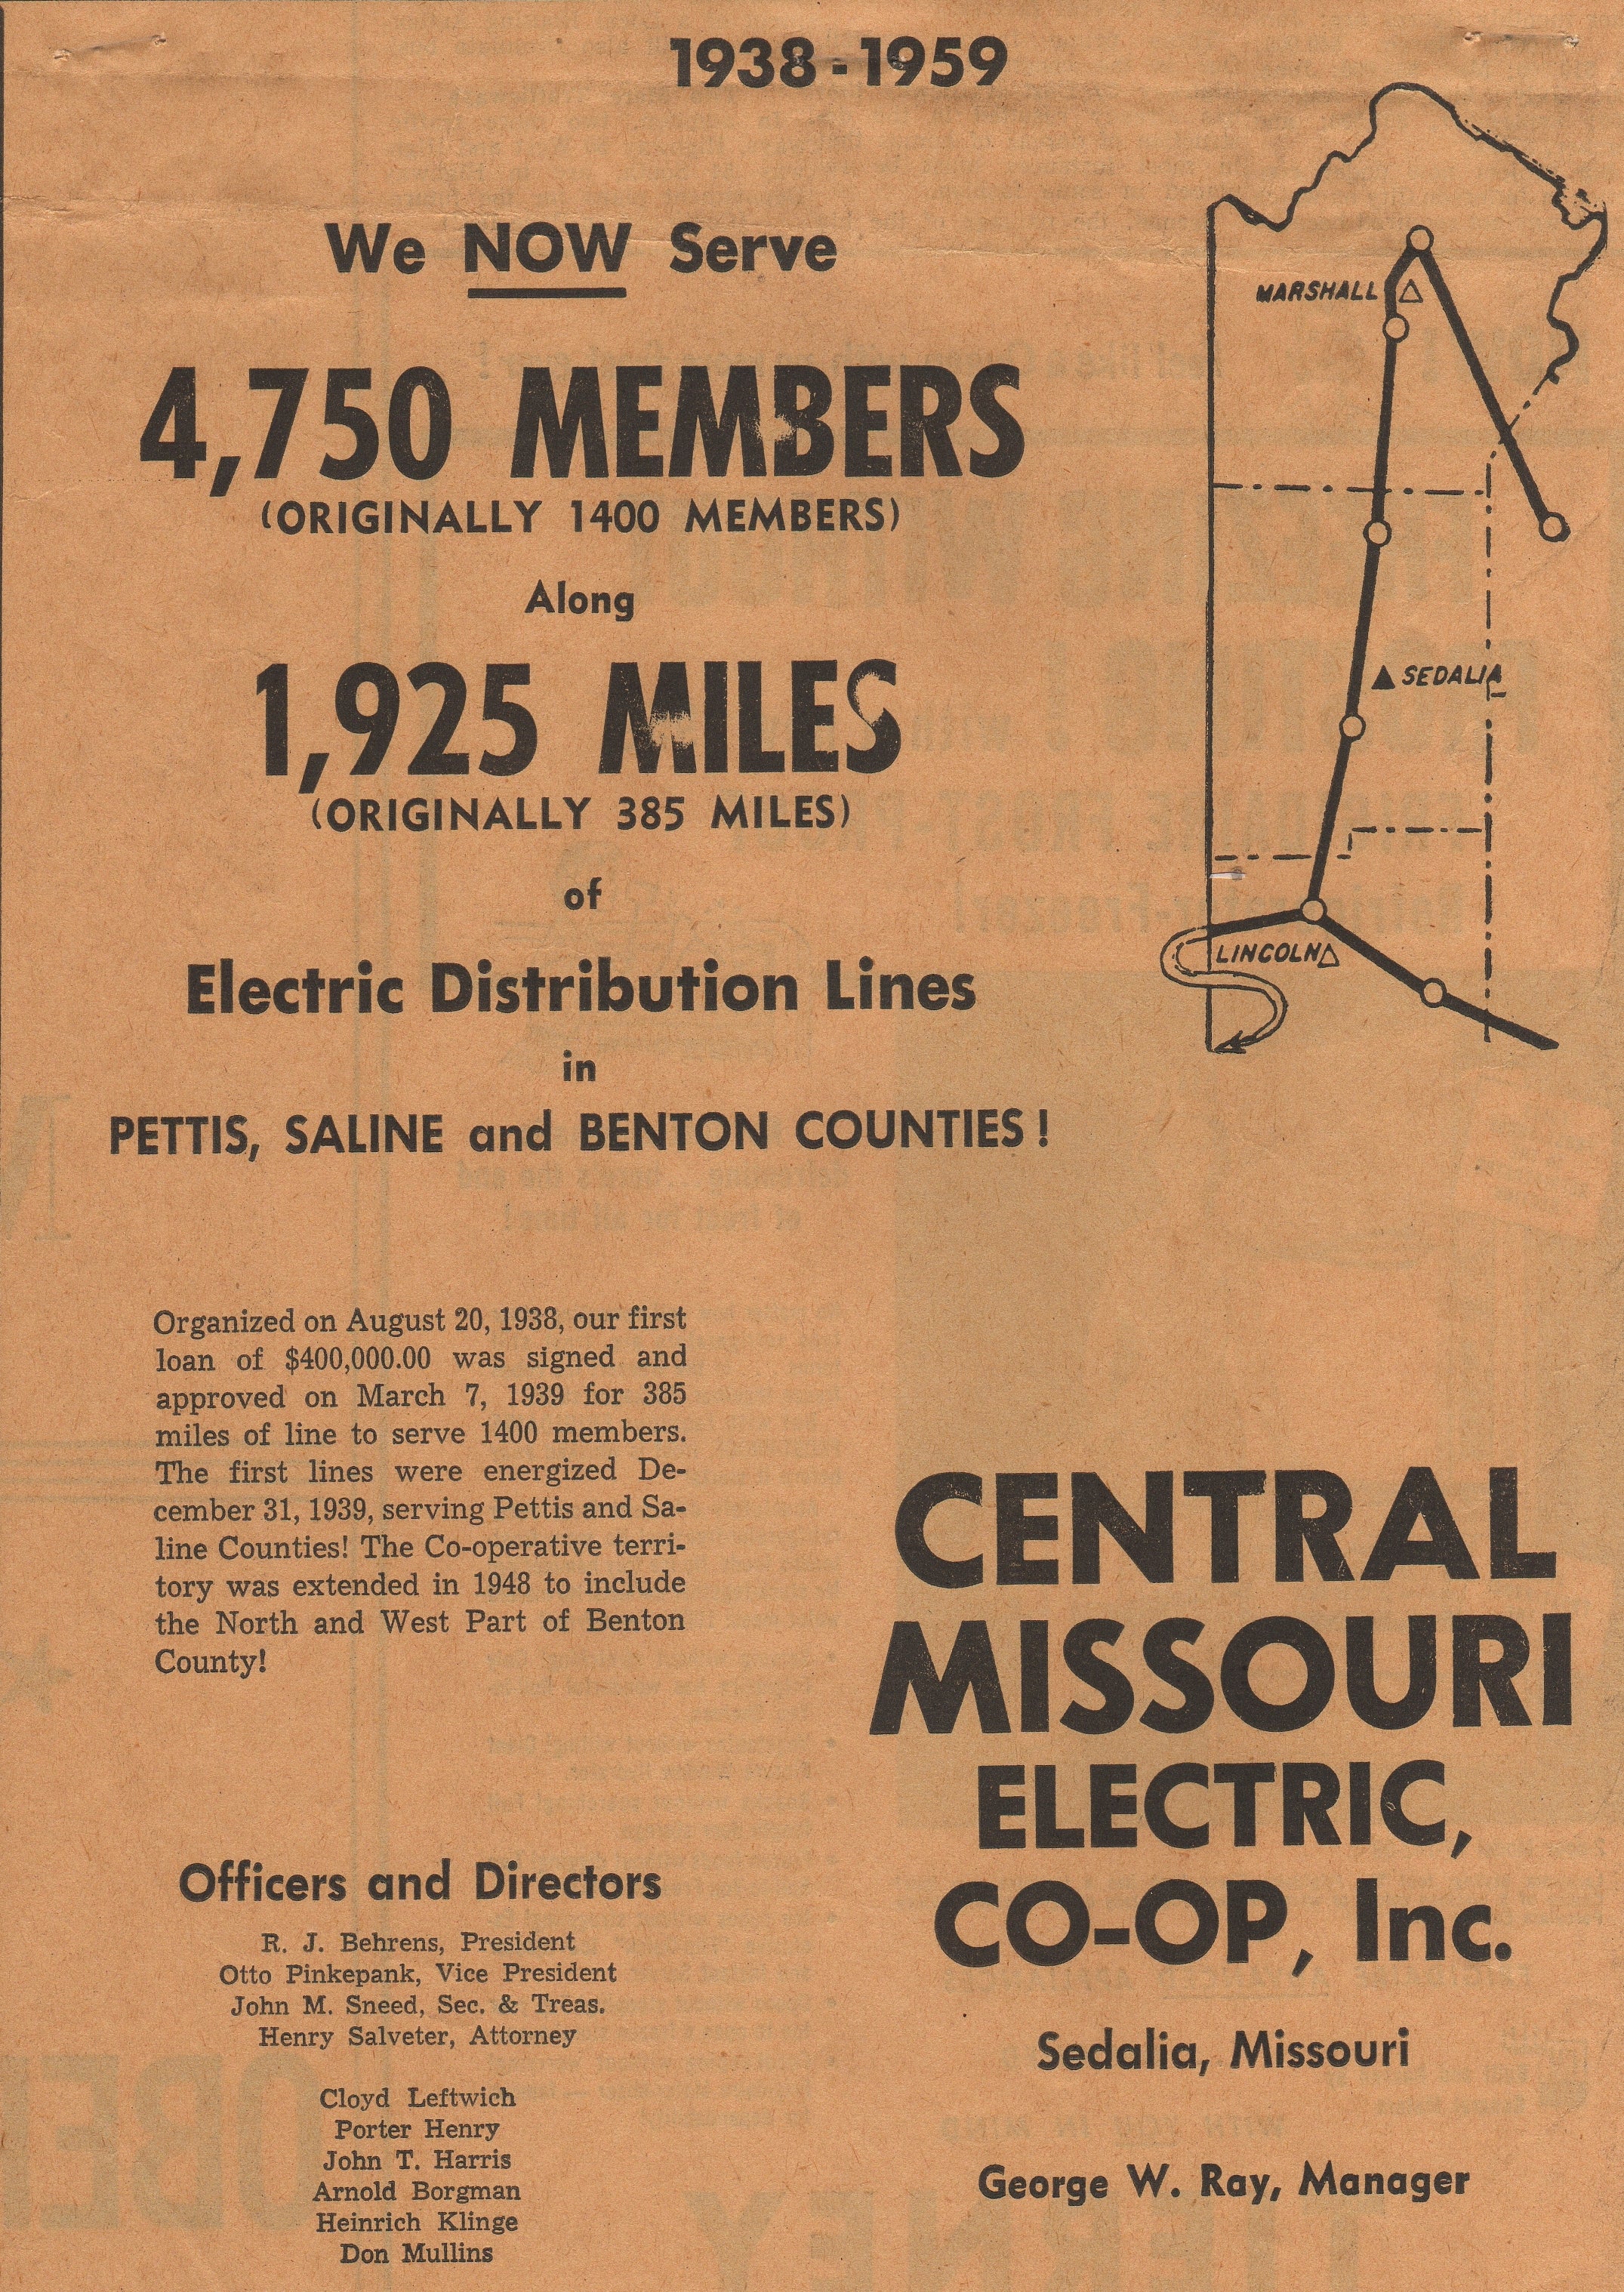 1938 - 1959
We NOW Serve
4,750 MEMBERS
(ORIGINALLY 1400 MEMBERS)
Along
1,925 MILES
(ORIGINALLY 385 MILES)
of
Electric Distribution Lines
in
PETTIS, SALINE and BENTON COUNTIES!
MARSHALL
SEDALIA
LINCOLN
Organized on August 20, 1938, our first
loan of $400,000.00 was signed and
approved on March 7, 1939 for 385
miles of line to serve 1400 members.
The first lines were energized De-
cember 31, 1939, serving Pettis and Sa-
line Counties! The Co-operative terri-
tory was extended in 1948 to include
the North and West Part of Benton
County!
Officers and Directors
R. J. Behrens, President
Otto Pinkepank, Vice President
John M. Sneed, Sec. & Treas.
Henry Salveter, Attorney
Cloyd Leftwich
Porter Henry
John T. Harris
Arnold Borgman
Heinrich Klinge
Don Mullins
CENTRAL
MISSOURI
ELECTRIC,
CO-OP, Inc.
Sedalia, Missouri
George W. Ray, Manager